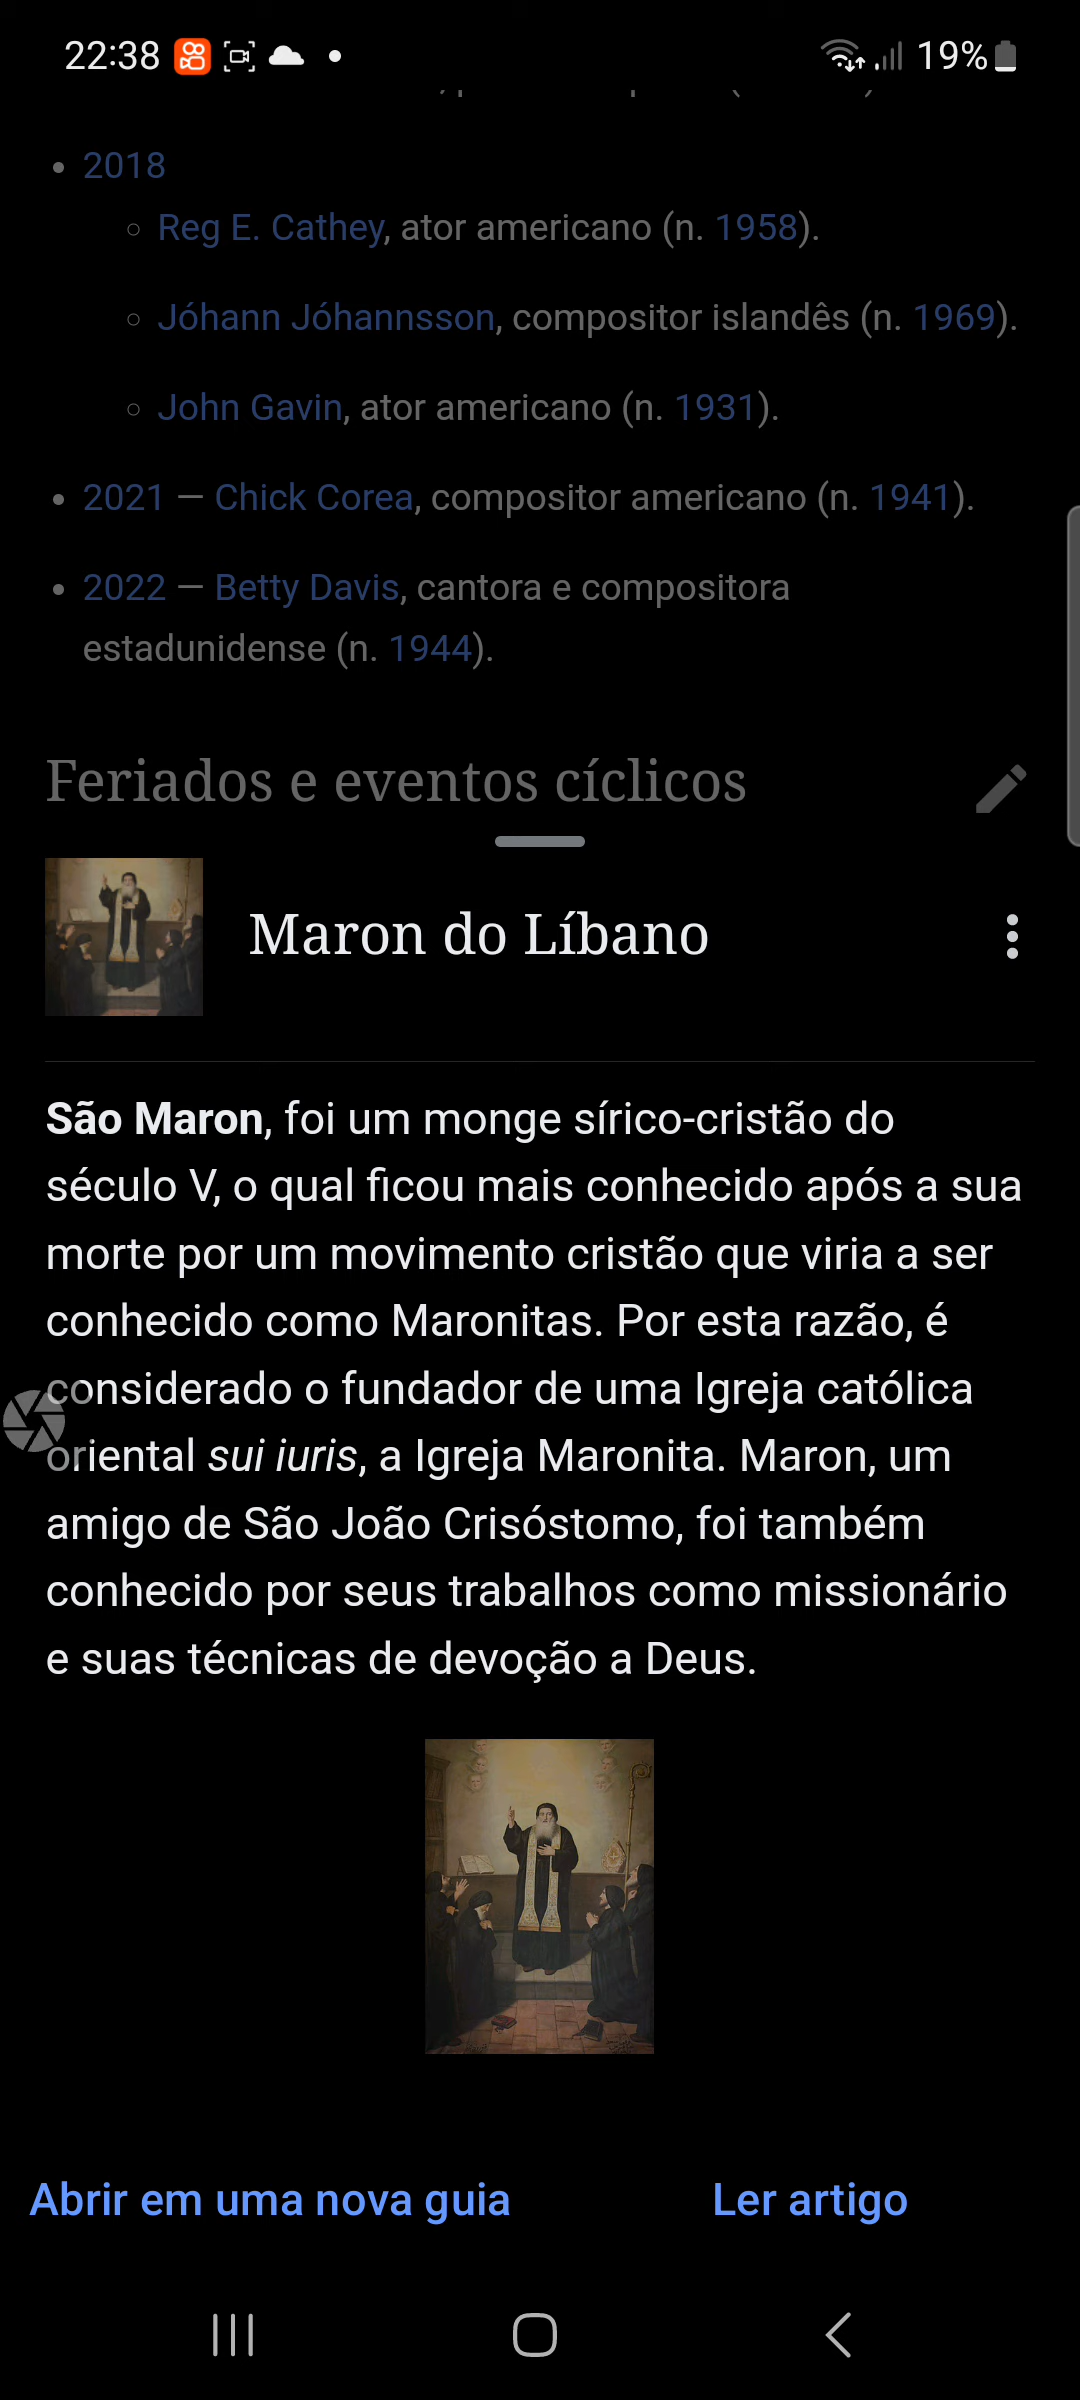 22:38
19%
2018
Reg E. Cathey, ator americano (n. 1958).
Jóhann Jóhannsson, compositor islandês (n. 1969).
John Gavin, ator americano (n. 1931).
2021 — Chick Corea, compositor americano (n. 1941).
2022 — Betty Davis, cantora e compositora
estadunidense (n. 1944).
Feriados e eventos cíclicos
Maron do Líbano
São Maron, foi um monge sírico-cristão do
século V, o qual ficou mais conhecido após a sua
morte por um movimento cristão que viria a ser
conhecido como Maronitas. Por esta razão, é
considerado o fundador de uma Igreja católica
oriental sui iuris, a Igreja Maronita. Maron, um
amigo de São João Crisóstomo, foi também
conhecido por seus trabalhos como missionário
e suas técnicas de devoção a Deus.
Abrir em uma nova guia
Ler artigo